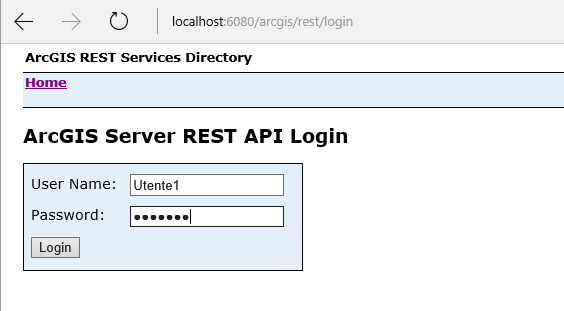 localhost:6080/arcgis/rest/login
ArcGIS REST Services Directory
Home
ArcGIS Server REST API Login
User Name: Utente1
Password: •••••••
Login